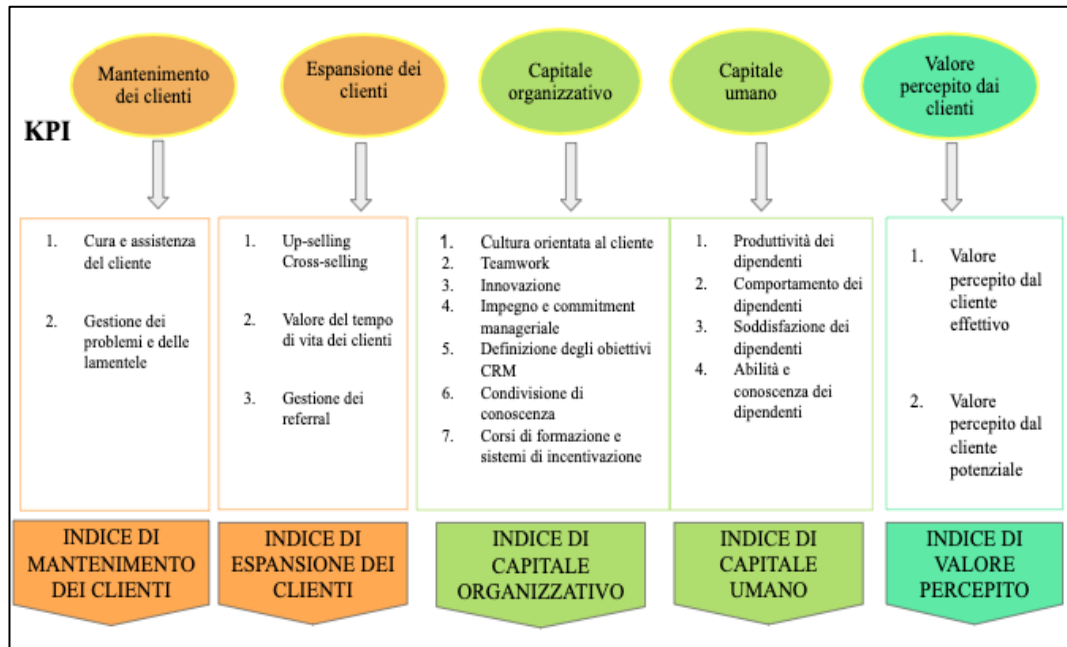 Mantenimento
dei clienti
Espansione dei
clienti
Capitale
organizzativo
Capitale
umano
Valore
percepito dai
clienti
KPI
1. Cura e assistenza
del cliente
2. Gestione dei
problemi e delle
lamentele
1. Up-selling
Cross-selling
2. Valore del tempo
di vita dei clienti
3. Gestione dei
referral
1. Cultura orientata al cliente
2. Teamwork
3. Innovazione
4. Impegno e commitment
manageriale
5. Definizione degli obiettivi
CRM
6. Condivisione di
conoscenza
7. Corsi di formazione e
sistemi di incentivazione
1. Produttività dei
dipendenti
2. Comportamento dei
dipendenti
3. Soddisfazione dei
dipendenti
4. Abilità e
conoscenza dei
dipendenti
1. Valore
percepito dal
cliente
effettivo
2. Valore
percepito dal
cliente
potenziale
INDICE DI
MANTENIMENTO
DEI CLIENTI
INDICE DI
ESPANSIONE DEI
CLIENTI
INDICE DI
CAPITALE
ORGANIZZATIVO
INDICE DI
CAPITALE
UMANO
INDICE DI
VALORE
PERCEPITO